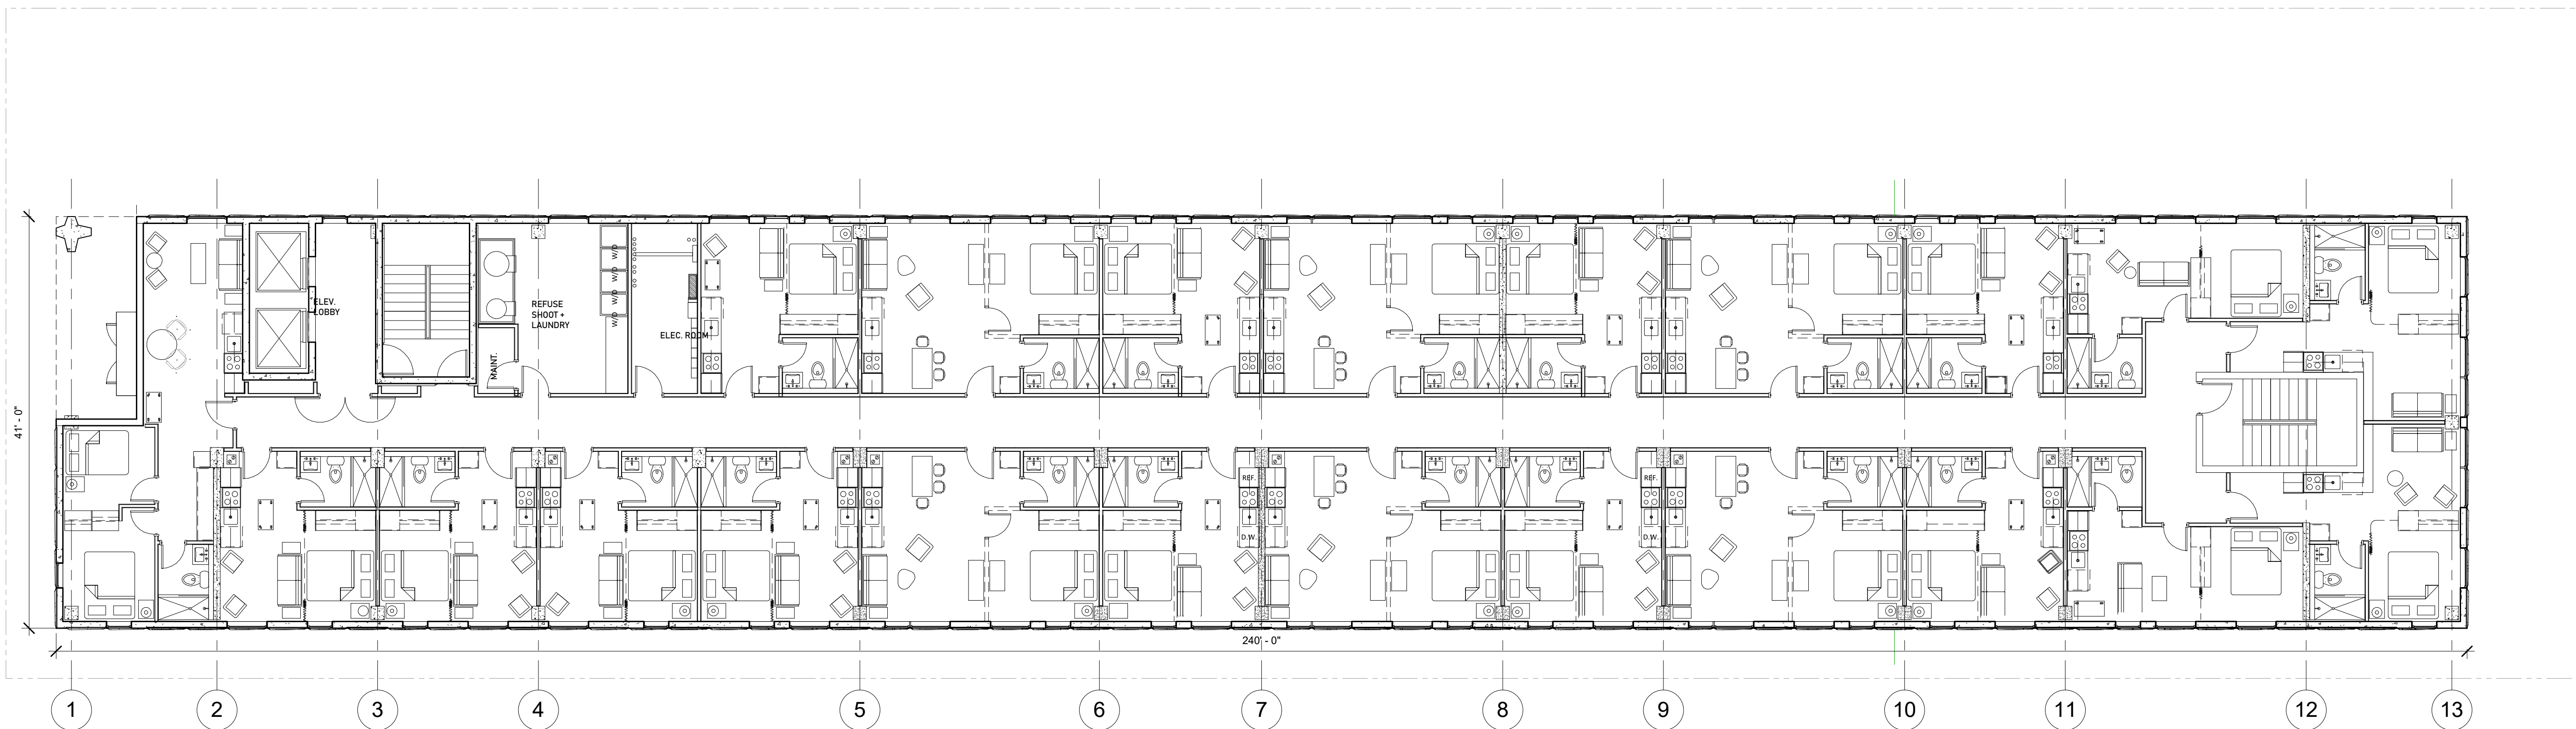 W/D
W/D
W/D
W/D
ELEV.
LOBBY
REFUSE
SHOOT +
LAUNDRY
ELEC. ROOM
MAINT.
41' - 0"
REF.
REF.
D.W.
D.W.
240' - 0"
1
2
3
4
5
6
7
8
9
10
11
12
13